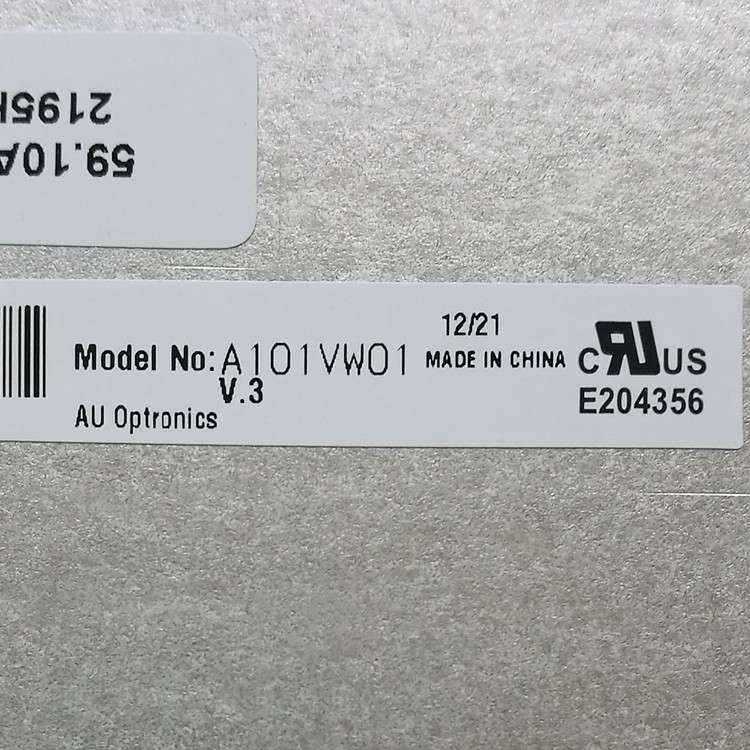 59.10A
2195
12/21
Model No: A101VW01 MADE IN CHINA c RU US
V.3
E204356
AU Optronics